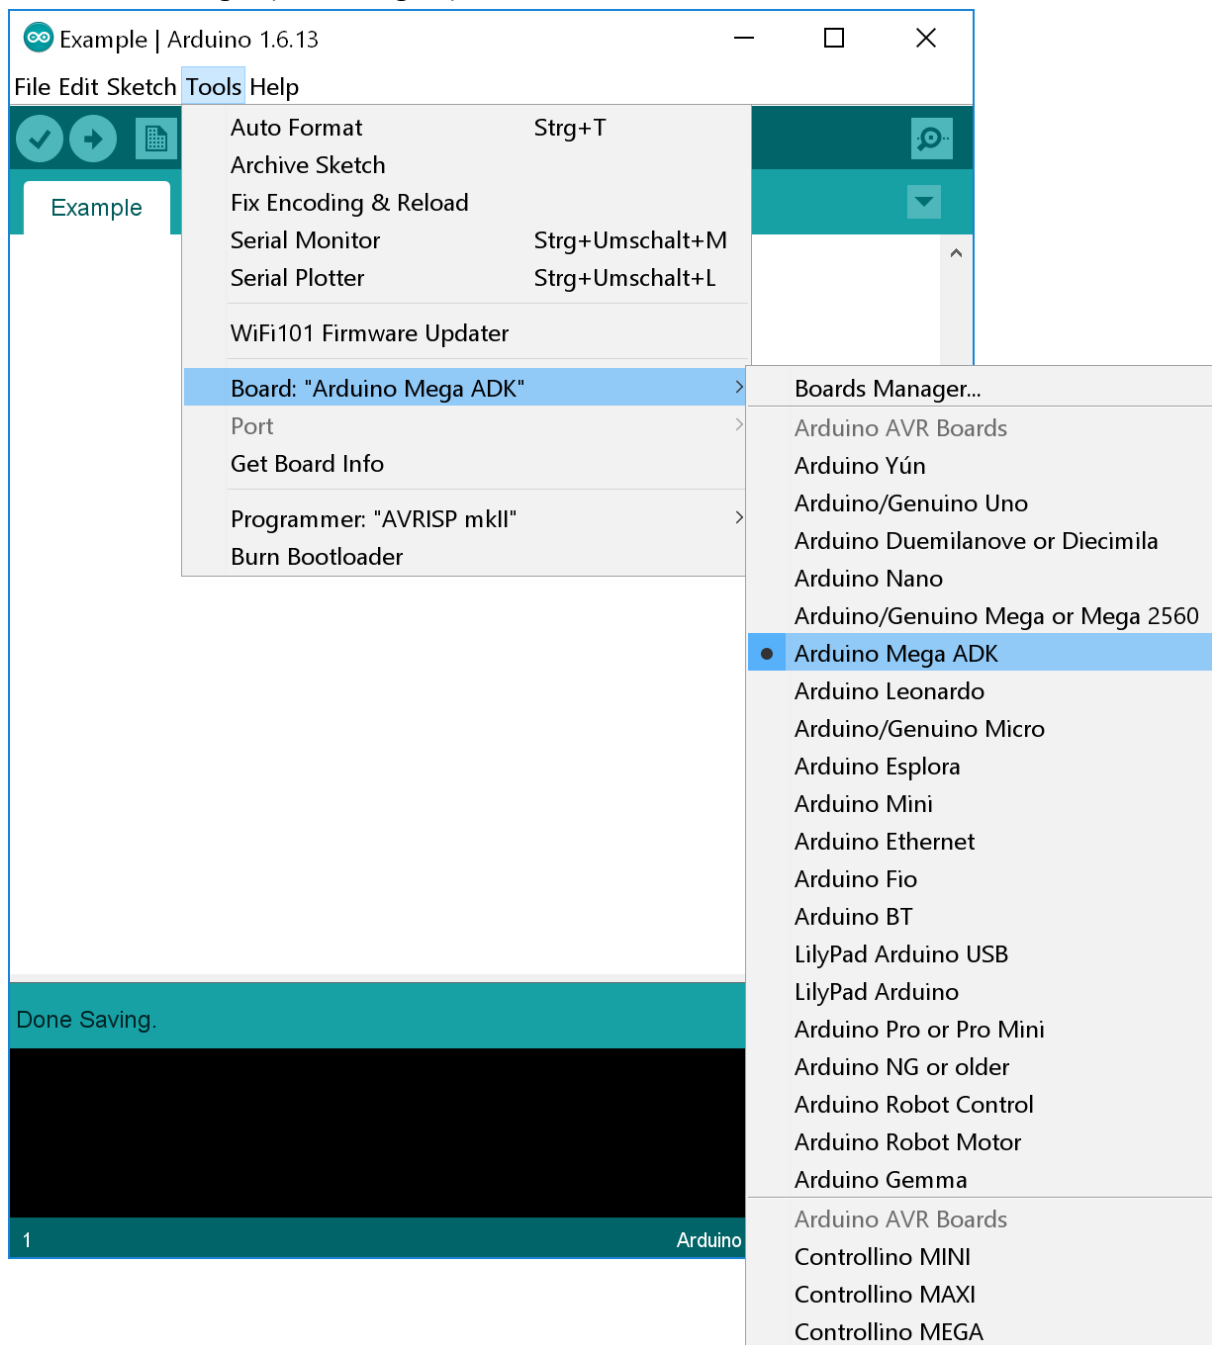 Example | Arduino 1.6.13
File Edit Sketch Tools Help
Auto Format Strg+T
Archive Sketch
Fix Encoding & Reload
Example
Serial Monitor Strg+Umschalt+M
Serial Plotter Strg+Umschalt+L
WiFi101 Firmware Updater
Board: "Arduino Mega ADK"
Port
Get Board Info
Programmer: "AVRISP mkII"
Burn Bootloader
Boards Manager...
Arduino AVR Boards
Arduino Yún
Arduino/Genuino Uno
Arduino Duemilanove or Diecimila
Arduino Nano
Arduino/Genuino Mega or Mega 2560
Arduino Mega ADK
Arduino Leonardo
Arduino/Genuino Micro
Arduino Esplora
Arduino Mini
Arduino Ethernet
Arduino Fio
Arduino BT
LilyPad Arduino USB
LilyPad Arduino
Arduino Pro or Pro Mini
Arduino NG or older
Arduino Robot Control
Arduino Robot Motor
Arduino Gemma
Arduino AVR Boards
Controllino MINI
Controllino MAXI
Controllino MEGA
Done Saving.
1 Arduino